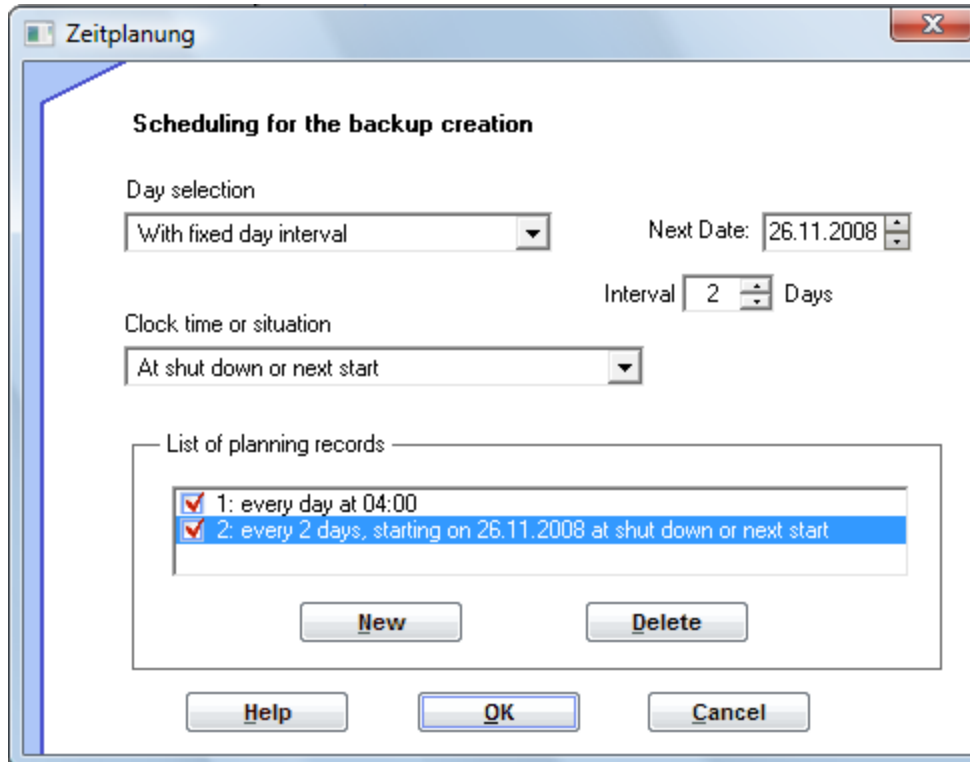 Zeitplanung
Scheduling for the backup creation
Day selection
With fixed day interval
Next Date: 26.11.2008
Interval 2 Days
Clock time or situation
At shut down or next start
List of planning records
1: every day at 04:00
2: every 2 days, starting on 26.11.2008 at shut down or next start
New Delete
Help OK Cancel